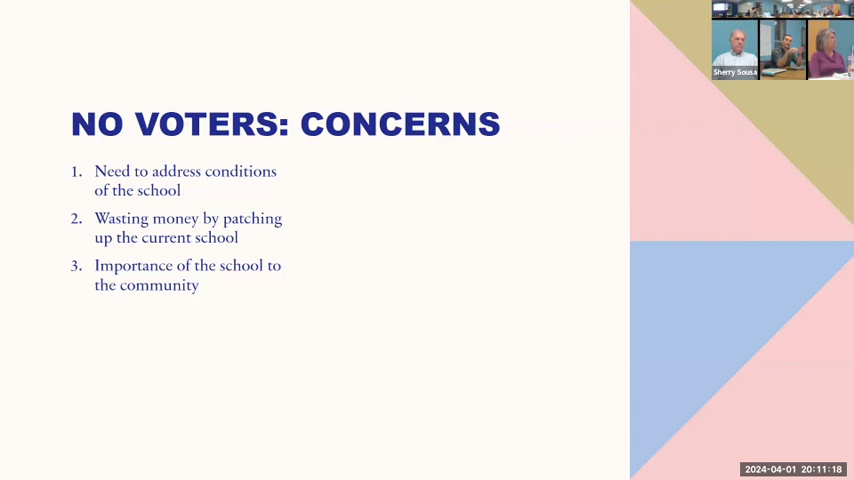 Sherry Sousa
NO VOTERS: CONCERNS
1. Need to address conditions
of the school
2. Wasting money by patching
up the current school
3. Importance of the school to
the community
2024-04-01 20:11:18